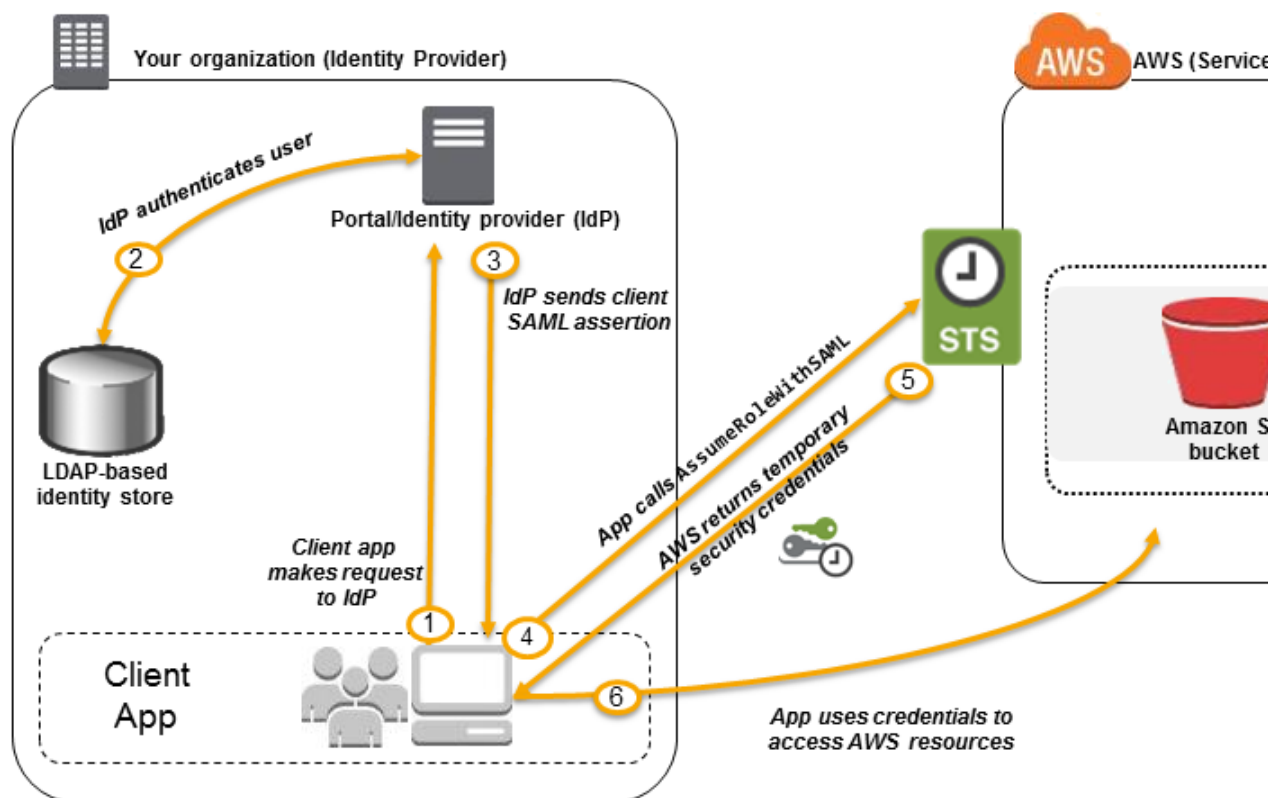 Your organization (Identity Provider)
AWS
AWS (Service
IdP authenticates user
Portal/Identity provider (IdP)
2
3
IdP sends client
SAML assertion
STS
5
LDAP-based
identity store
App calls AssumeRoleWithSAML
AWS returns temporary
security credentials
Amazon S
bucket
Client app
makes request
to IdP
1
4
Client
App
6
App uses credentials to
access AWS resources